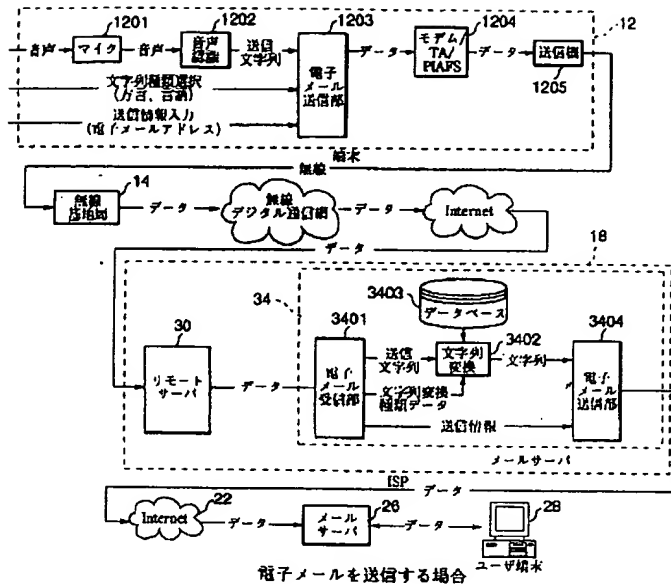 1201
1202
1203
1204
12
音声
マイク
音声
音声
認識
送信
文字列
電子
メール
送信部
データ
モデム/
TA/
PIAFS
データ
送信機
1205
文字列種類選択
(方言、言語)
送信情報入力
(電子メールアドレス)
端末
無線
14
無線
基地局
データ
無線
デジタル通信網
データ
Internet
データ
18
34
3403
データベース
30
3401
3402
3404
リモート
サーバ
データ
電子
メール
受信部
送信
文字列
文字列
変換
文字列
文字列変換
種類データ
送信情報
電子
メール
送信部
メールサーバ
ISP
データ
22
26
28
Internet
データ
メール
サーバ
データ
ユーザ端末
電子メールを送信する場合